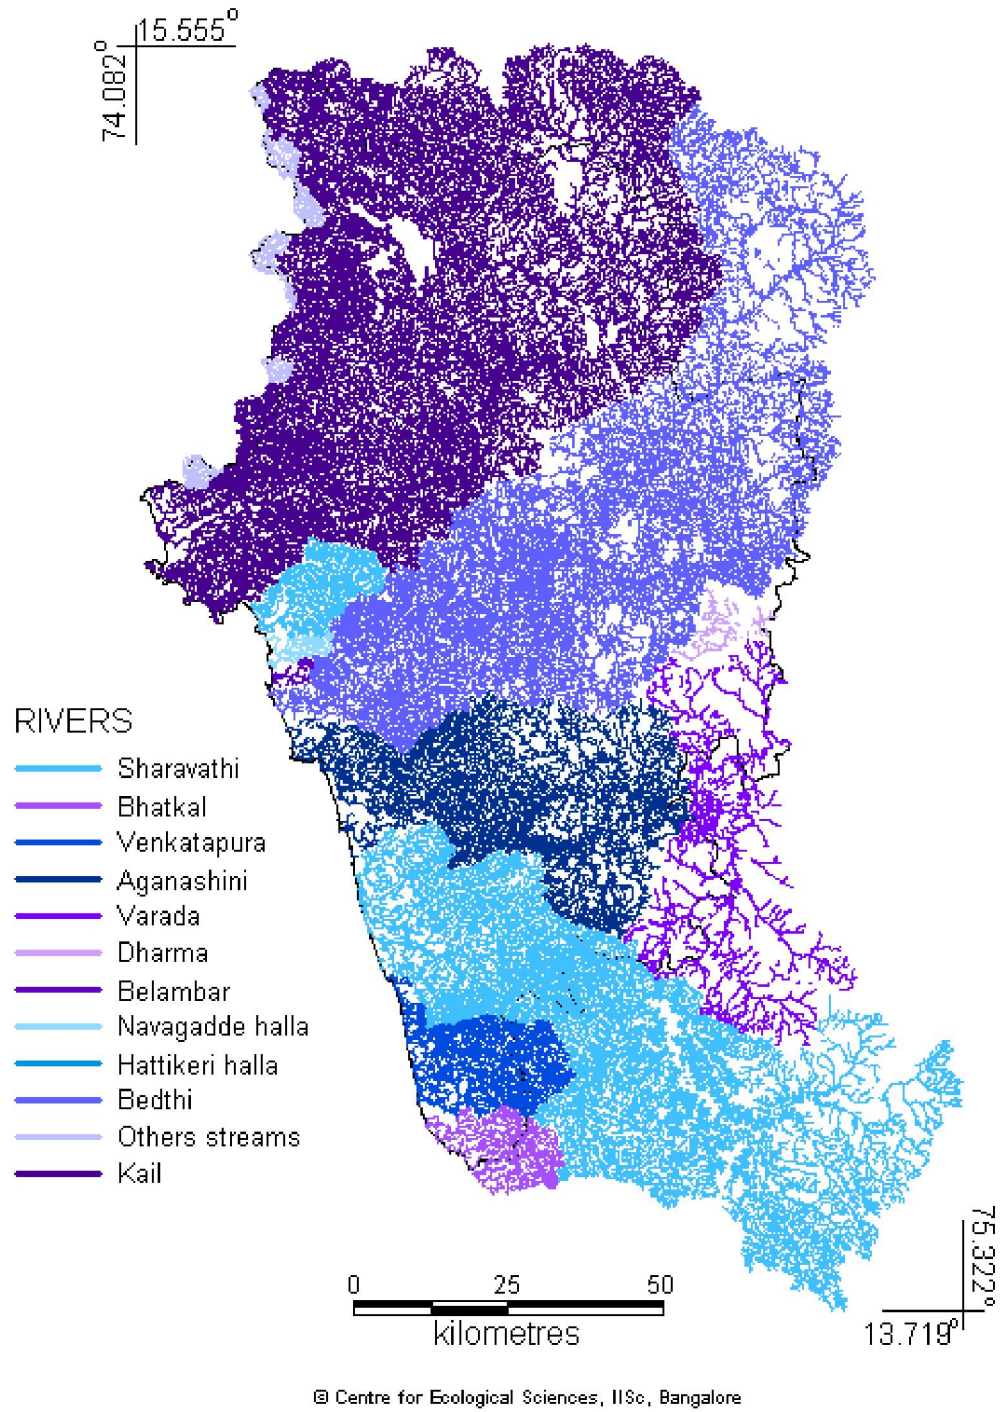 15.555°
74.082°
RIVERS
Sharavathi
Bhatkal
Venkatapura
Aganashini
Varada
Dharma
Belambar
Navagadde halla
Hattikeri halla
Bedthi
Others streams
Kail
75.322°
13.719°
0 25 50
kilometres
© Centre for Ecological Sciences, IISc, Bangalore